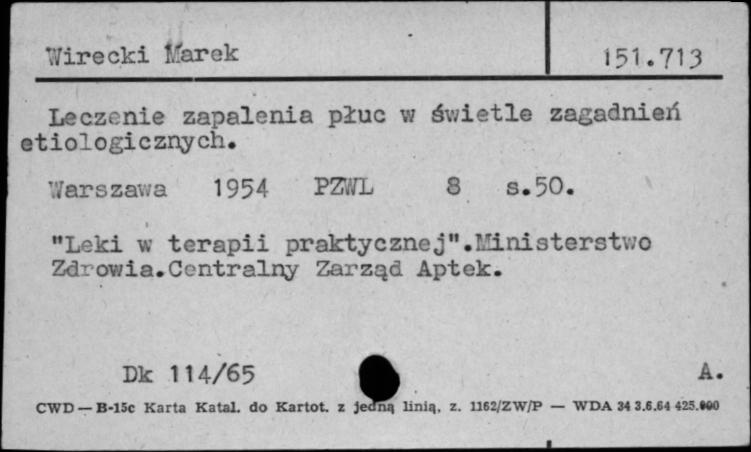 Wirecki Marek 151.713
Leczenie zapalenia płuc w świetle zagadnień
etiologicznych.
Warszawa 1954 PZWL 8 s.50.
"Leki w terapii praktycznej".Ministerstwo
Zdrowia.Centralny Zarząd Aptek.
Dk 114/65 A.
CWD — B-15c Karta Katal. do Kartot. z jedną linią, z. 1162/ZW/P — WDA 34 3.6.64 425.000